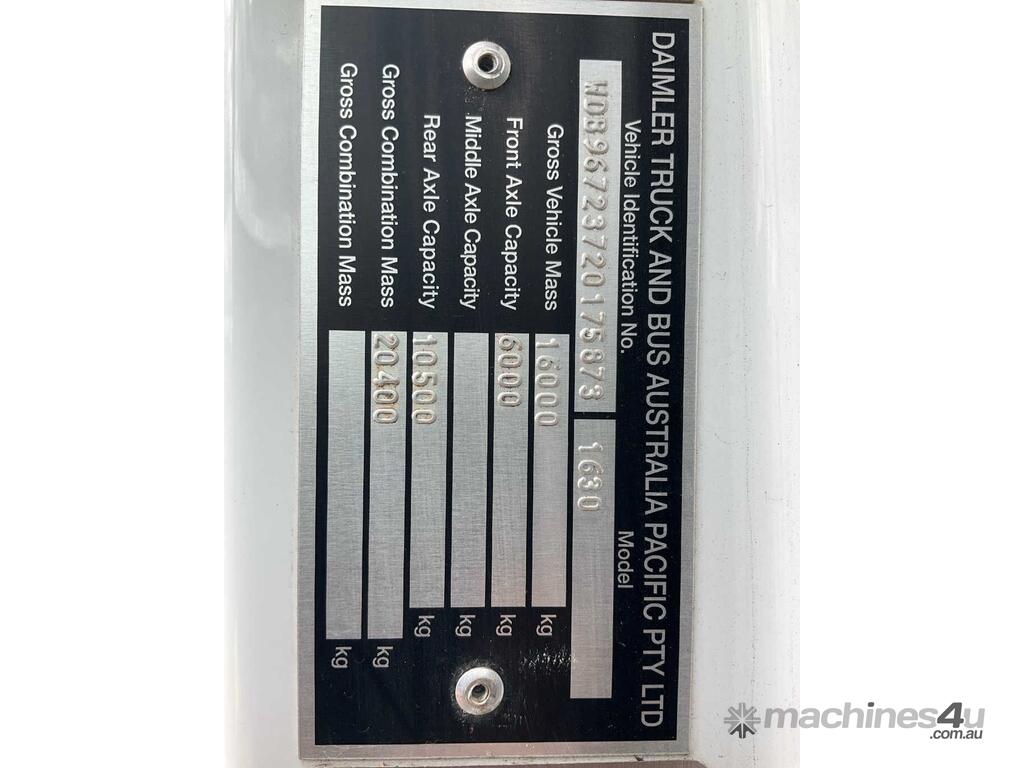 DAIMLER TRUCK AND BUS AUSTRALIA PACIFIC PTY LTD
Vehicle Identification No. Model
WDB96723720175873 1630
Gross Vehicle Mass 16000 kg
Front Axle Capacity 6000 kg
Middle Axle Capacity kg
Rear Axle Capacity 10500 kg
Gross Combination Mass 20400 kg
Gross Combination Mass kg
machines4u
.com.au